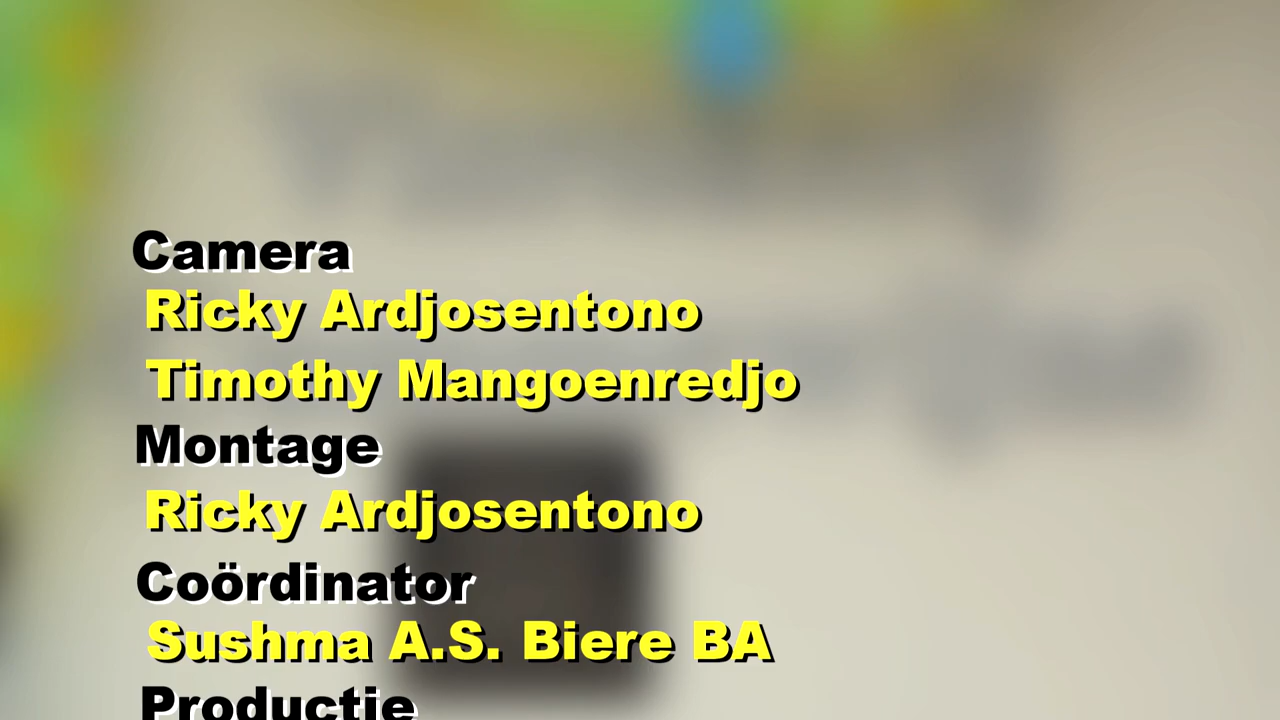 Camera
Ricky Ardjosentono
Timothy Mangoenredjo
Montage
Ricky Ardjosentono
Coördinator
Sushma A.S. Biere BA
Productie